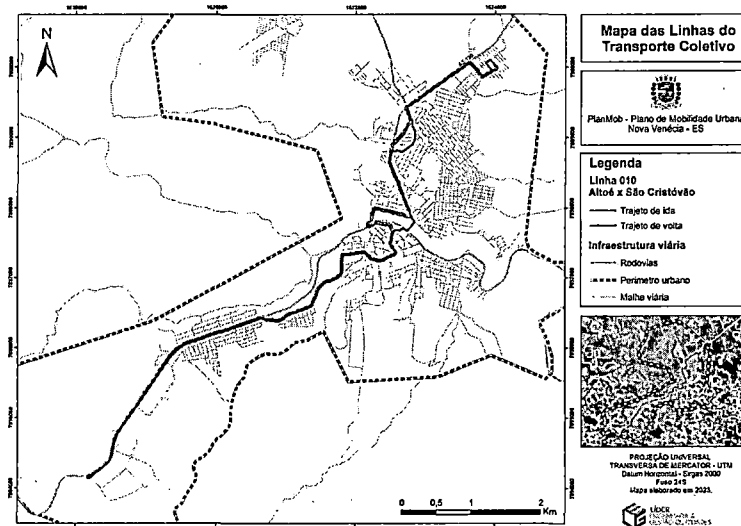 Mapa das Linhas do
Transporte Coletivo
PlanMob - Plano de Mobilidade Urbana
Nova Venécia - ES
Legenda
Linha 010
Altoé x São Cristóvão
Trajeto de ida
Trajeto de volta
Infraestrutura viária
Rodovias
Perímetro urbano
Malha viária
N
0 0,5 1 2
Km
PROJEÇÃO UNIVERSAL
TRANSVERSA DE MERCATOR - UTM
Datum Horizontal - Sirgas 2000
Fuso 24S
Mapa elaborado em 2023.
LÍDER